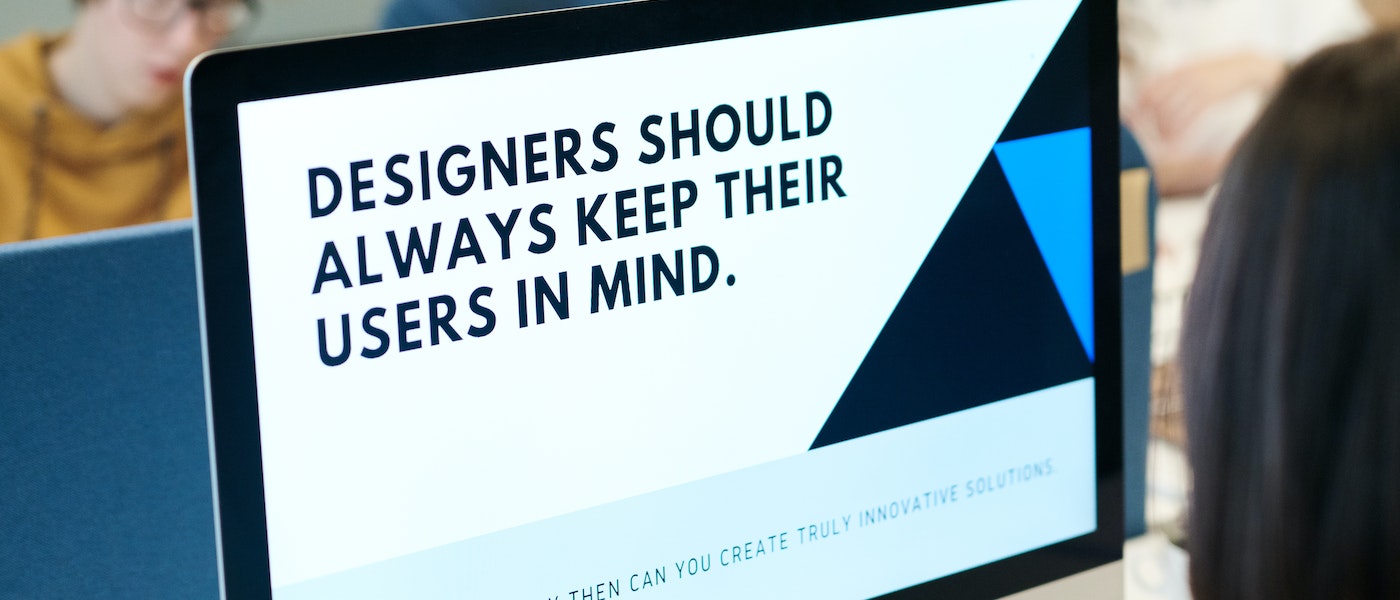 DESIGNERS SHOULD
ALWAYS KEEP THEIR
USERS IN MIND.
THEN CAN YOU CREATE TRULY INNOVATIVE SOLUTIONS.